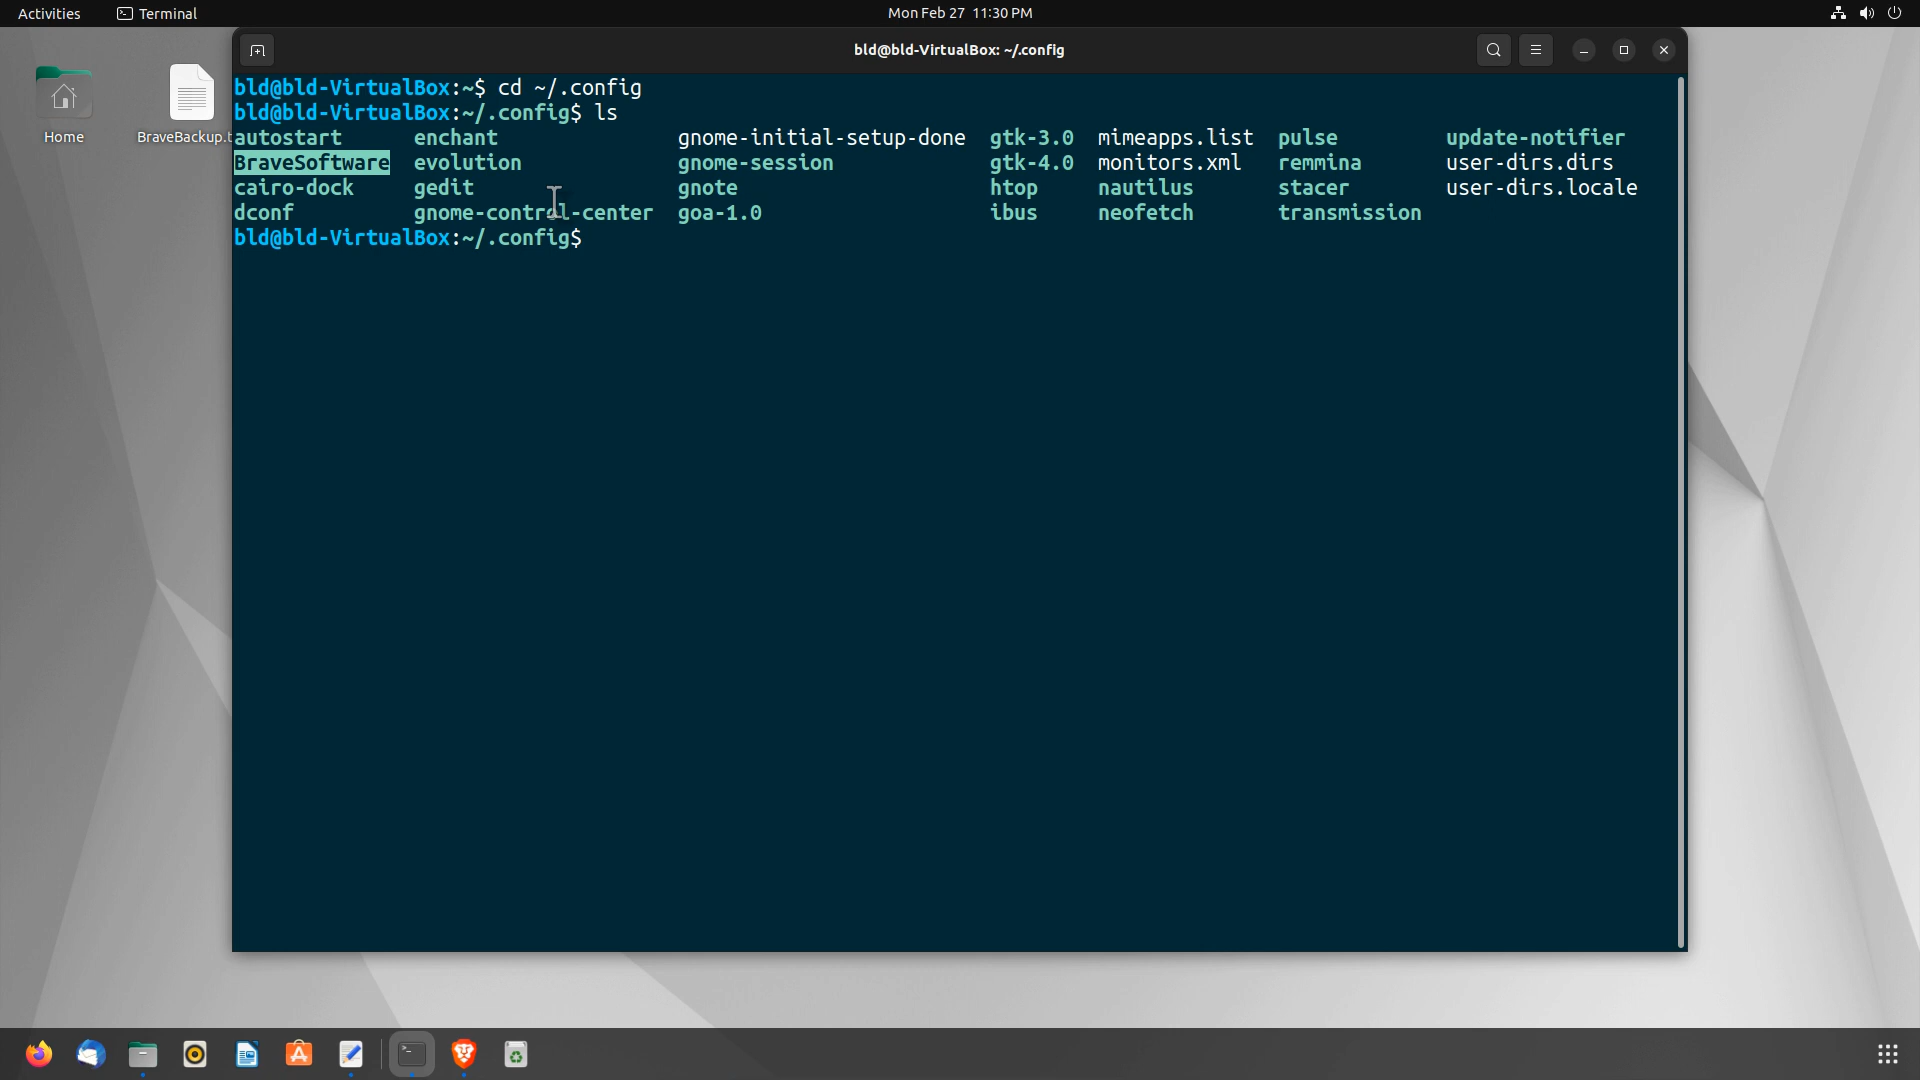 Activities Terminal Mon Feb 27 11:30 PM
bld@bld-VirtualBox: ~/.config
Home
BraveBackup.t
bld@bld-VirtualBox:~$ cd ~/.config
bld@bld-VirtualBox:~/.config$ ls
autostart enchant gnome-initial-setup-done gtk-3.0 mimeapps.list pulse update-notifier
BraveSoftware evolution gnome-session gtk-4.0 monitors.xml remmina user-dirs.dirs
cairo-dock gedit gnote htop nautilus stacer user-dirs.locale
dconf gnome-control-center goa-1.0 ibus neofetch transmission
bld@bld-VirtualBox:~/.config$